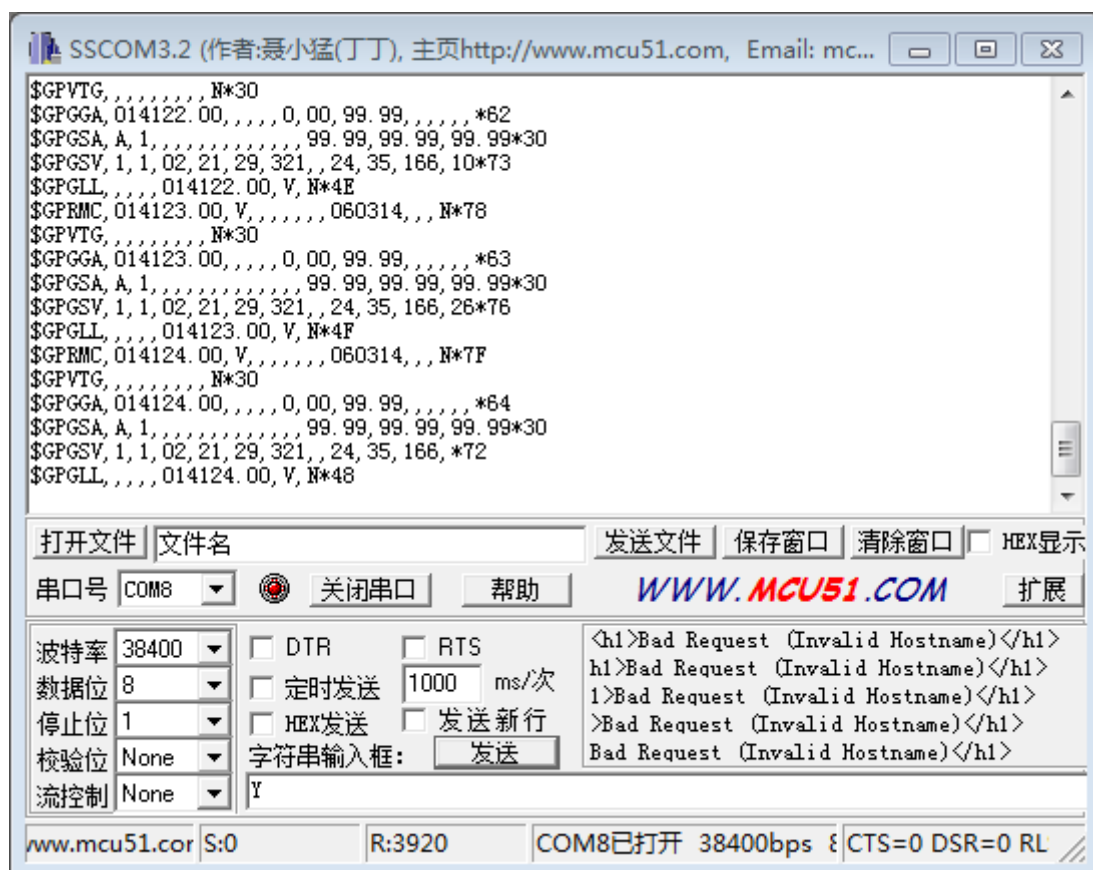 SSCOM3.2 (作者:聂小猛(丁丁), 主页http://www.mcu51.com, Email: mc...
$GPVTG,,,,,,,,,N*30
$GPGGA,014122.00,,,,,0,00,99.99,,,,,,*62
$GPGSA,A,1,,,,,,,,,,,,,99.99,99.99,99.99*30
$GPGSV,1,1,02,21,29,321,,24,35,166,10*73
$GPGLL,,,,,014122.00,V,N*4E
$GPRMC,014123.00,V,,,,,,,060314,,,N*78
$GPVTG,,,,,,,,,N*30
$GPGGA,014123.00,,,,,0,00,99.99,,,,,,*63
$GPGSA,A,1,,,,,,,,,,,,,99.99,99.99,99.99*30
$GPGSV,1,1,02,21,29,321,,24,35,166,26*76
$GPGLL,,,,,014123.00,V,N*4F
$GPRMC,014124.00,V,,,,,,,060314,,,N*7F
$GPVTG,,,,,,,,,N*30
$GPGGA,014124.00,,,,,0,00,99.99,,,,,,*64
$GPGSA,A,1,,,,,,,,,,,,,99.99,99.99,99.99*30
$GPGSV,1,1,02,21,29,321,,24,35,166,*72
$GPGLL,,,,,014124.00,V,N*48
打开文件 文件名 发送文件 保存窗口 清除窗口 HEX显示
串口号 COM8 关闭串口 帮助 WWW.MCU51.COM 扩展
波特率 38400 DTR RTS <h1>Bad Request (Invalid Hostname)</h1>
h1>Bad Request (Invalid Hostname)</h1>
数据位 8 定时发送 1000 ms/次 1>Bad Request (Invalid Hostname)</h1>
停止位 1 HEX发送 发送新行 >Bad Request (Invalid Hostname)</h1>
校验位 None 字符串输入框: 发送 Bad Request (Invalid Hostname)</h1>
流控制 None Y
www.mcu51.cor S:0 R:3920 COM8已打开 38400bps 8 CTS=0 DSR=0 RL